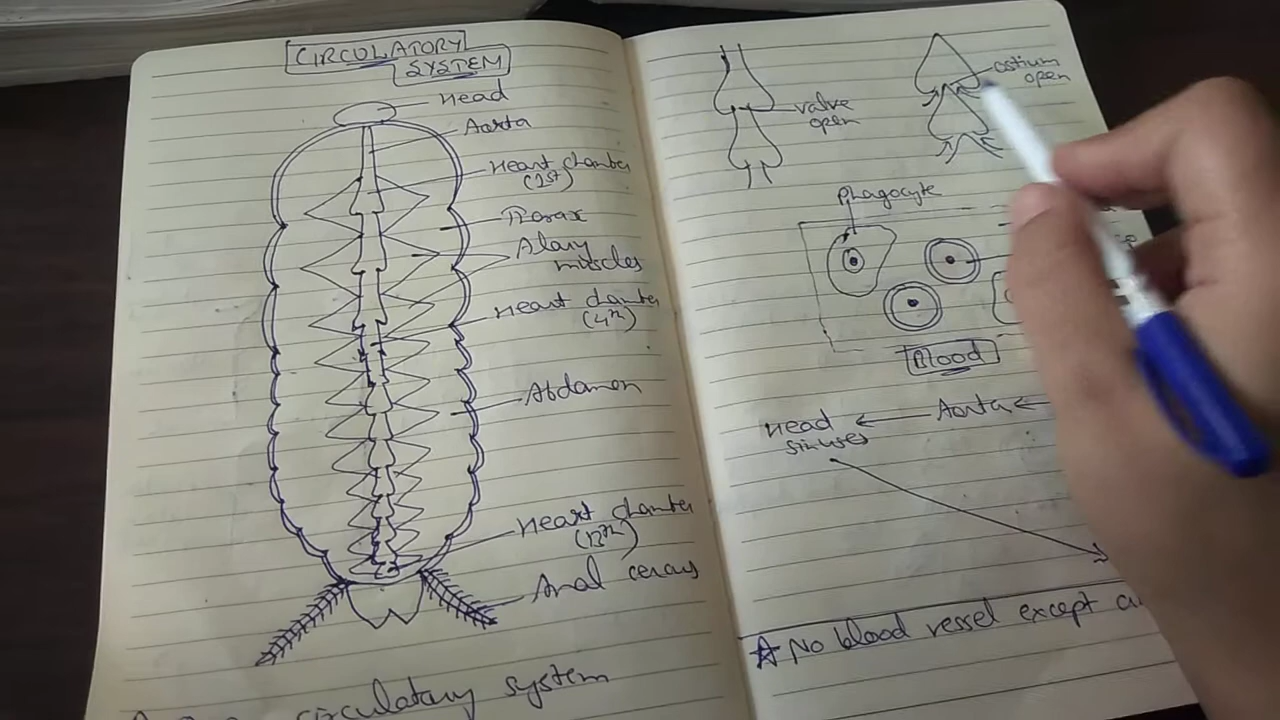 CIRCULATORY
SYSTEM
Head
Aorta
Heart chamber
(1st)
Thorax
Alary
muscles
Heart chamber
(4th)
Abdomen
Heart chamber
(13th)
Anal cercus
circulatory system
valve
open
ostium
open
Phagocyte
Blood
Head
sinuses
Aorta
No blood vessel except